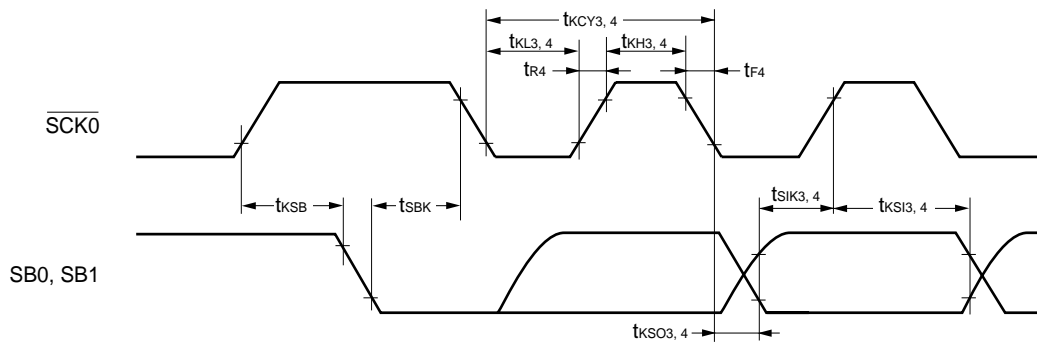 tKCY3, 4
tKL3, 4
tKH3, 4
tR4
tF4
SCK0
tKSB
tSBK
tSIK3, 4
tKSI3, 4
SB0, SB1
tKSO3, 4